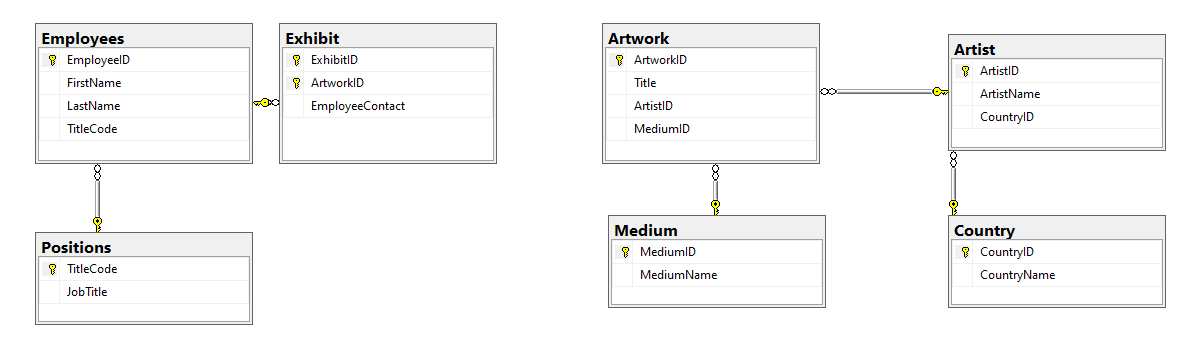 Employees
EmployeeID
FirstName
LastName
TitleCode
Exhibit
ExhibitID
ArtworkID
EmployeeContact
Positions
TitleCode
JobTitle
Artwork
ArtworkID
Title
ArtistID
MediumID
Artist
ArtistID
ArtistName
CountryID
Medium
MediumID
MediumName
Country
CountryID
CountryName